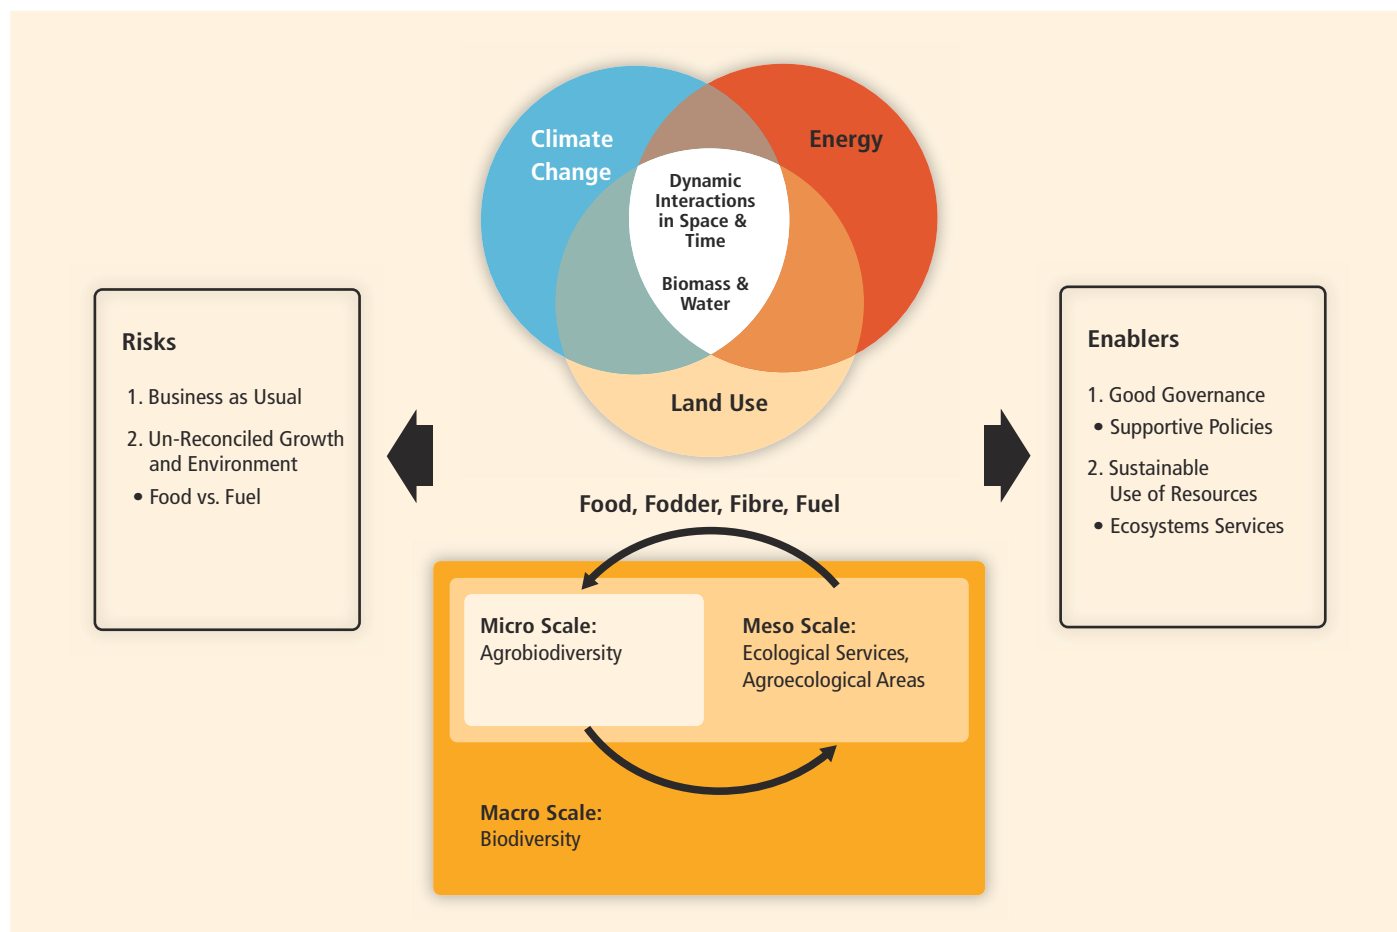 Climate
Change
Energy
Dynamic
Interactions
in Space &
Time
Biomass &
Water
Land Use
Risks
1. Business as Usual
2. Un-Reconciled Growth
and Environment
• Food vs. Fuel
Enablers
1. Good Governance
• Supportive Policies
2. Sustainable
Use of Resources
• Ecosystems Services
Food, Fodder, Fibre, Fuel
Micro Scale:
Agrobiodiversity
Meso Scale:
Ecological Services,
Agroecological Areas
Macro Scale:
Biodiversity